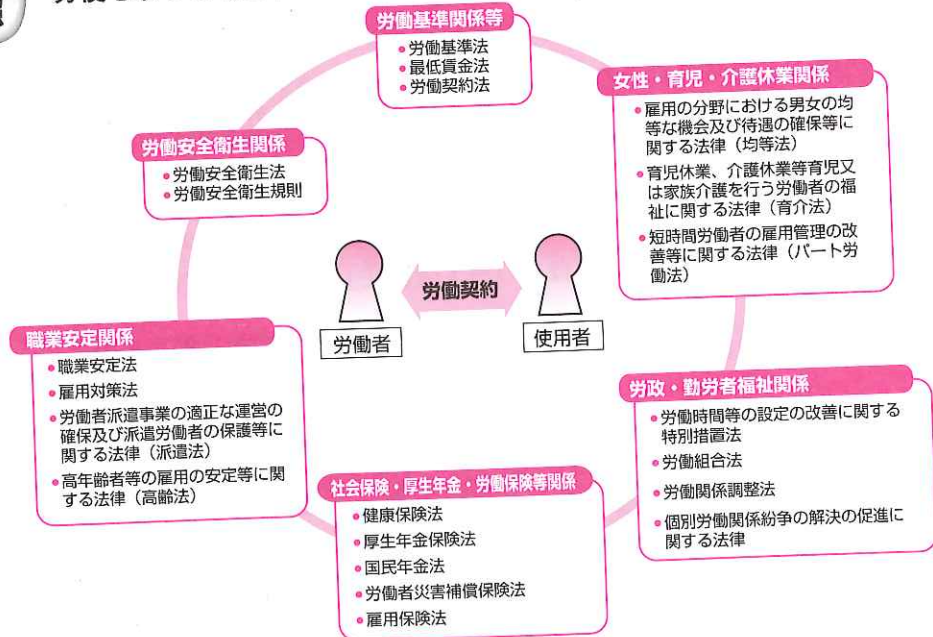 労働基準関係等
• 労働基準法
• 最低賃金法
• 労働契約法
女性・育児・介護休業関係
• 雇用の分野における男女の均
等な機会及び待遇の確保等に
関する法律（均等法）
• 育児休業、介護休業等育児又
は家族介護を行う労働者の福
祉に関する法律（育介法）
• 短時間労働者の雇用管理の改
善等に関する法律（パート労
働法）
労働安全衛生関係
• 労働安全衛生法
• 労働安全衛生規則
労働契約
労働者
使用者
職業安定関係
• 職業安定法
• 雇用対策法
• 労働者派遣事業の適正な運営の
確保及び派遣労働者の保護等に
関する法律（派遣法）
• 高年齢者等の雇用の安定等に関
する法律（高齢法）
労政・勤労者福祉関係
• 労働時間等の設定の改善に関する
特別措置法
• 労働組合法
• 労働関係調整法
• 個別労働関係紛争の解決の促進に
関する法律
社会保険・厚生年金・労働保険等関係
• 健康保険法
• 厚生年金保険法
• 国民年金法
• 労働者災害補償保険法
• 雇用保険法